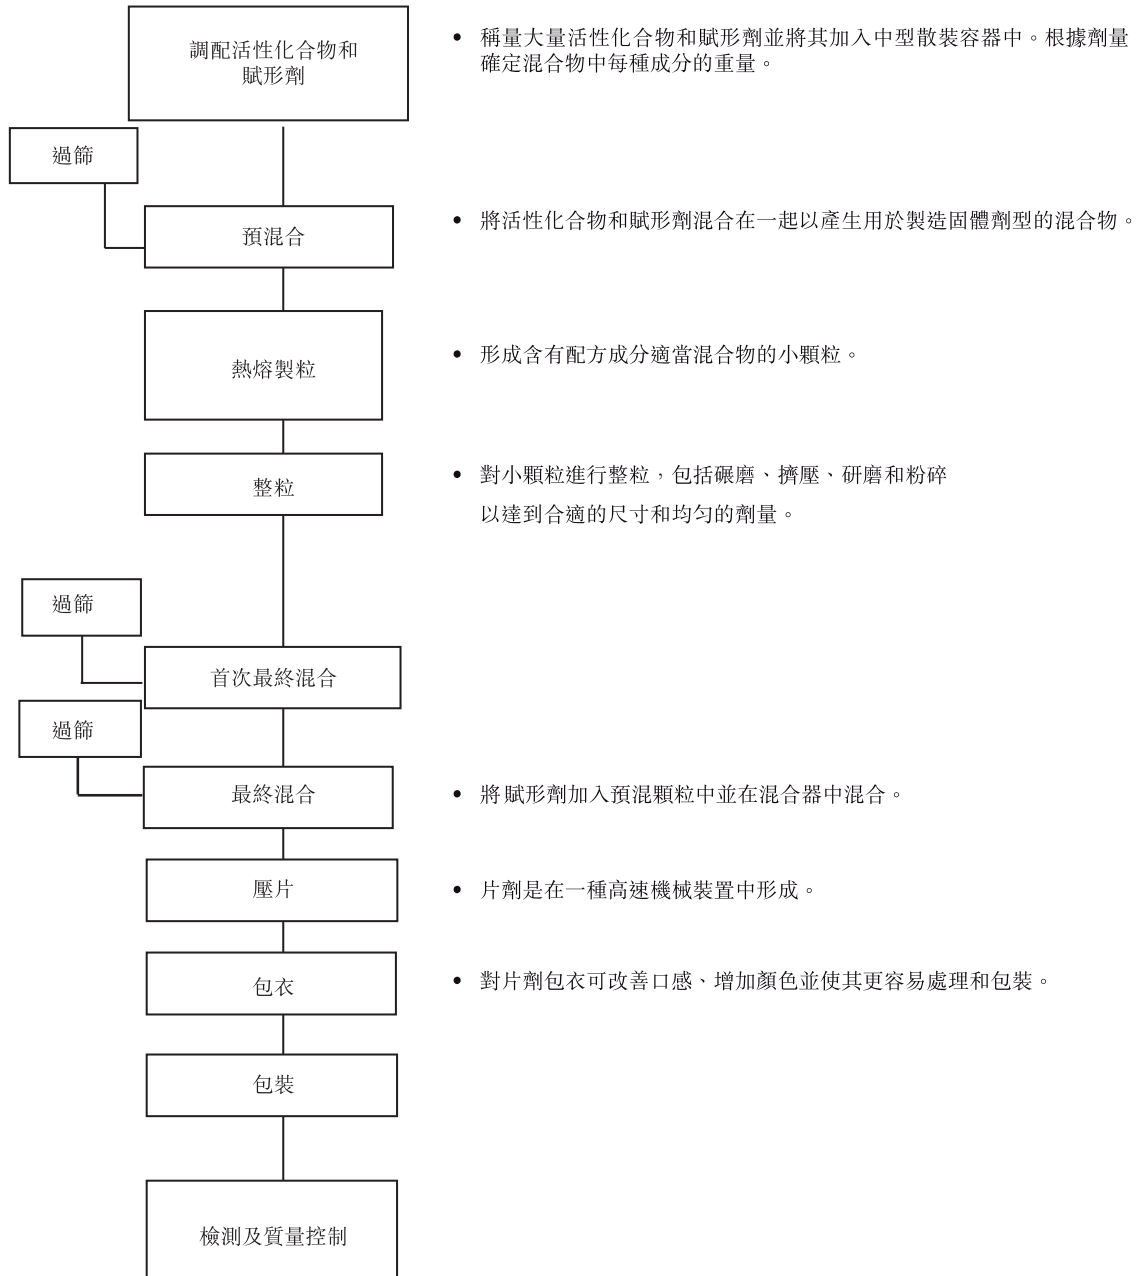 調配活性化合物和
賦形劑
• 稱量大量活性化合物和賦形劑並將其加入中型散裝容器中。根據劑量
確定混合物中每種成分的重量。
過篩
預混合
• 將活性化合物和賦形劑混合在一起以產生用於製造固體劑型的混合物。
熱熔製粒
• 形成含有配方成分適當混合物的小顆粒。
整粒
• 對小顆粒進行整粒，包括碾磨、擠壓、研磨和粉碎
以達到合適的尺寸和均勻的劑量。
過篩
首次最終混合
過篩
最終混合
• 將賦形劑加入預混顆粒中並在混合器中混合。
壓片
• 片劑是在一種高速機械裝置中形成。
包衣
• 對片劑包衣可改善口感、增加顏色並使其更容易處理和包裝。
包裝
檢測及質量控制